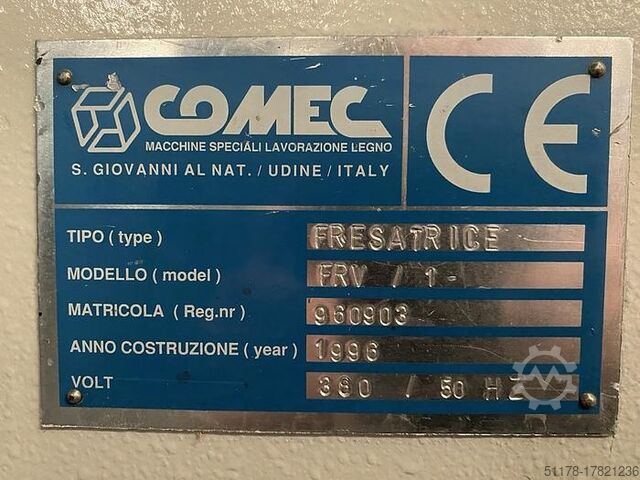 COMEC
CE
MACCHINE SPECIALI LAVORAZIONE LEGNO
S. GIOVANNI AL NAT. / UDINE / ITALY
TIPO ( type ) FRESATRICE
MODELLO ( model ) FRV / 1-
MATRICOLA ( Reg.nr ) 960903
ANNO COSTRUZIONE ( year ) 1996
VOLT 380 / 50 HZ
51178-17821236